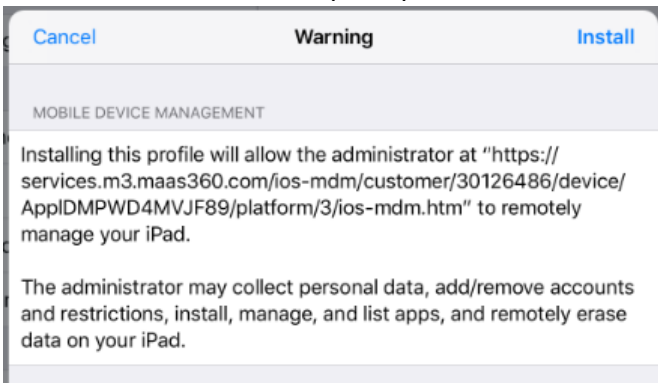 Cancel Warning Install
MOBILE DEVICE MANAGEMENT
Installing this profile will allow the administrator at "https://
services.m3.maas360.com/ios-mdm/customer/30126486/device/
ApplDMPWD4MVJF89/platform/3/ios-mdm.htm" to remotely
manage your iPad.
The administrator may collect personal data, add/remove accounts
and restrictions, install, manage, and list apps, and remotely erase
data on your iPad.